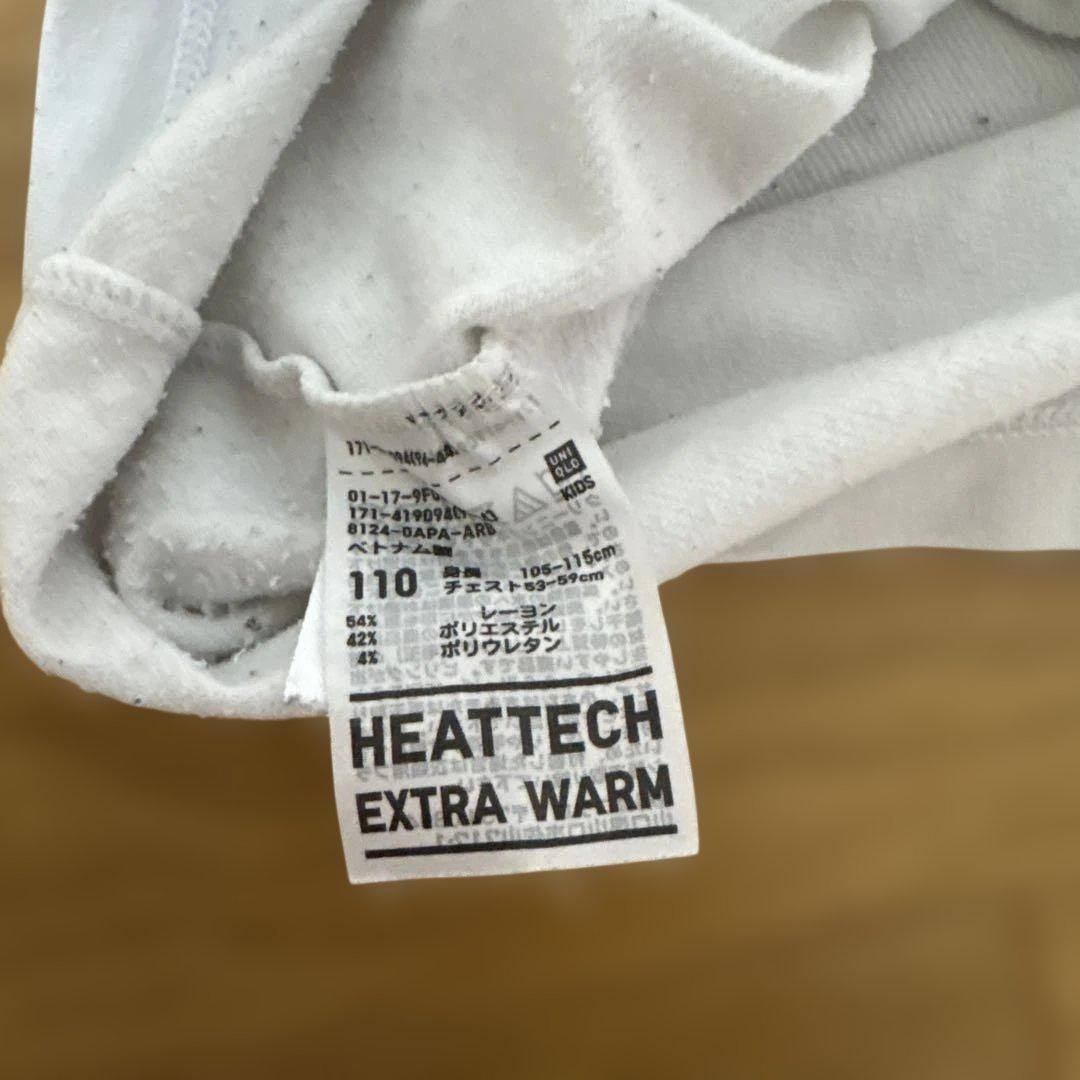 UNI
QLO
KIDS
01-17-9F
171-419094
8124-0APA-ARB
ベトナム製
110
身長 105-115cm
チェスト53-59cm
54% レーヨン
42% ポリエステル
4% ポリウレタン
HEATTECH
EXTRA WARM